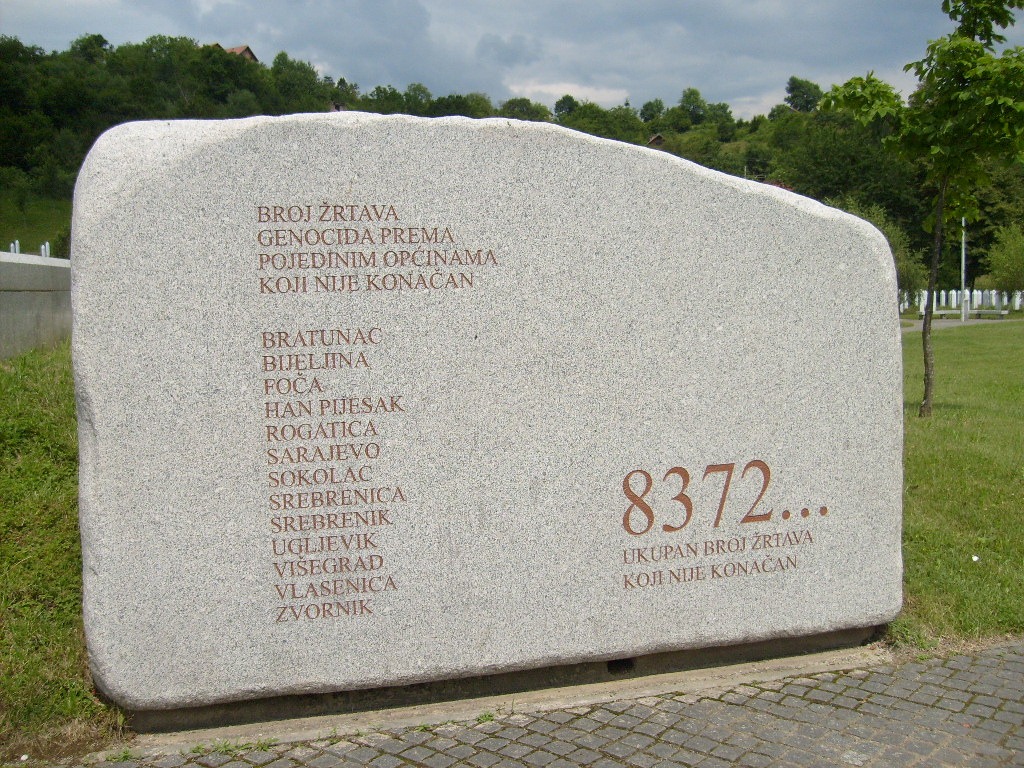 BROJ ŽRTAVA
GENOCIDA PREMA
POJEDINIM OPĆINAMA
KOJI NIJE KONAČAN
BRATUNAC
BIJELJINA
FOČA
HAN PIJESAK
ROGATICA
SARAJEVO
SOKOLAC
SREBRENICA
SREBRENIK
UGLJEVIK
VIŠEGRAD
VLASENICA
ZVORNIK
8372...
UKUPAN BROJ ŽRTAVA
KOJI NIJE KONAČAN